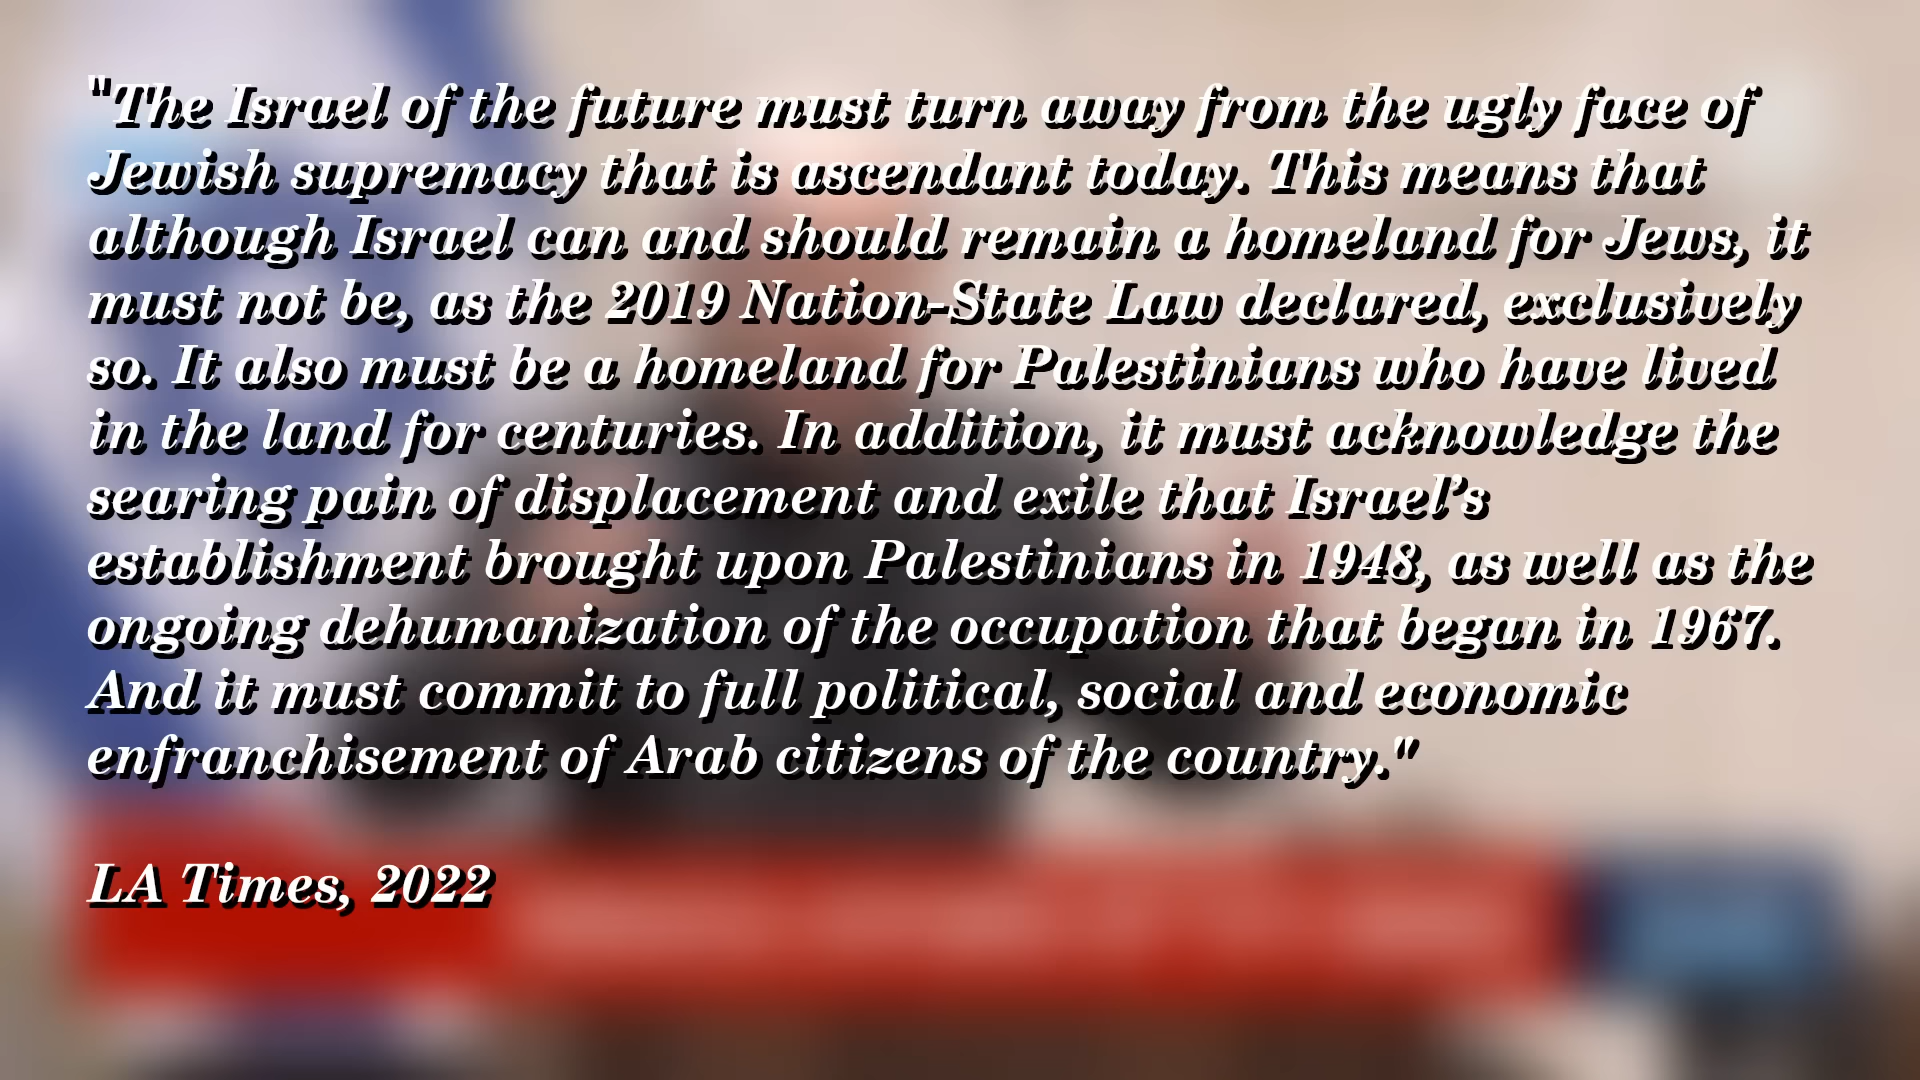 "The Israel of the future must turn away from the ugly face of
Jewish supremacy that is ascendant today. This means that
although Israel can and should remain a homeland for Jews, it
must not be, as the 2019 Nation-State Law declared, exclusively
so. It also must be a homeland for Palestinians who have lived
in the land for centuries. In addition, it must acknowledge the
searing pain of displacement and exile that Israel’s
establishment brought upon Palestinians in 1948, as well as the
ongoing dehumanization of the occupation that began in 1967.
And it must commit to full political, social and economic
enfranchisement of Arab citizens of the country."
LA Times, 2022